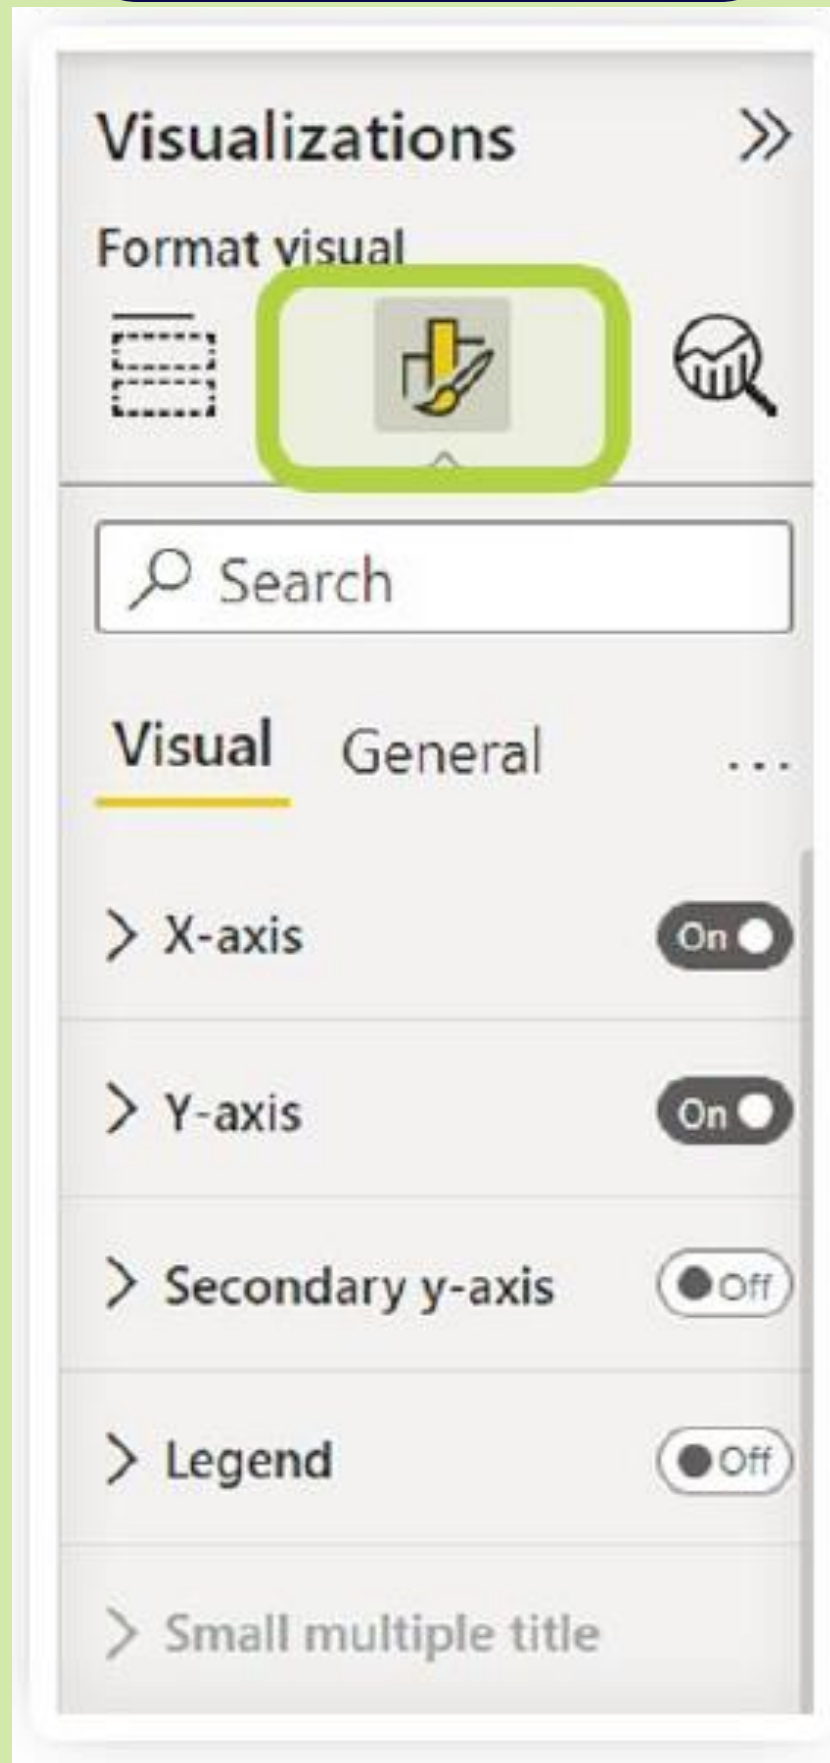 Visualizations
Format visual
Search
Visual General ...
X-axis On
Y-axis On
Secondary y-axis Off
Legend Off
Small multiple title